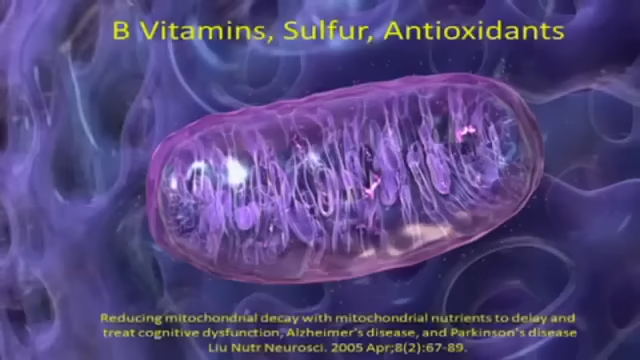 B Vitamins, Sulfur, Antioxidants
Reducing mitochondrial decay with mitochondrial nutrients to delay and
treat cognitive dysfunction, Alzheimer's disease, and Parkinson's disease
Liu Nutr Neurosci. 2005 Apr;8(2):67-89.